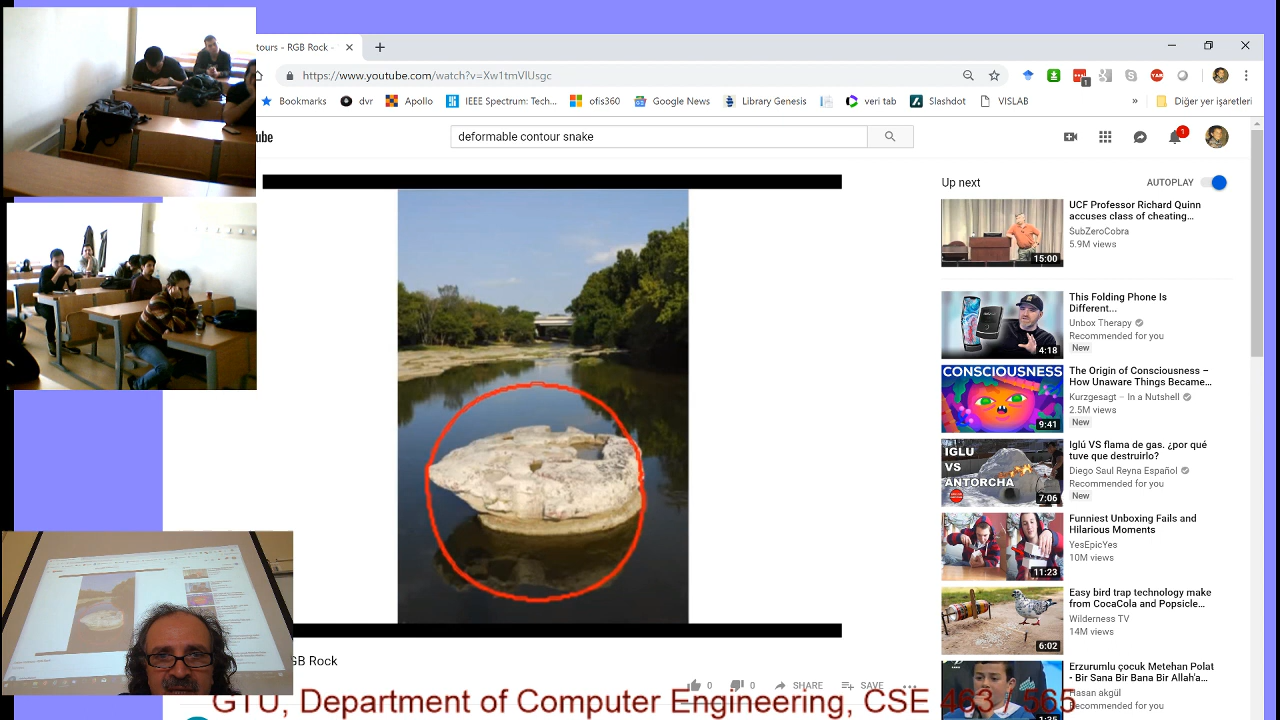 tours - RGB Rock -
https://www.youtube.com/watch?v=Xw1tmVlUsgc
Bookmarks dvr Apollo IEEE Spectrum: Tech... ofis360 Google News Library Genesis veri tab Slashdot VISLAB » Diğer yer işaretleri
ube
deformable contour snake
1
Up next
AUTOPLAY
UCF Professor Richard Quinn
accuses class of cheating...
SubZeroCobra
5.9M views
15:00
This Folding Phone Is
Different...
Unbox Therapy
Recommended for you
New
4:18
CONSCIOUSNESS
The Origin of Consciousness –
How Unaware Things Became...
Kurzgesagt – In a Nutshell
2.5M views
New
9:41
IGLU
VS
ANTORCHA
Iglú VS flama de gas. ¿por qué
tuve que destruirlo?
Diego Saul Reyna Español
Recommended for you
New
7:06
Funniest Unboxing Fails and
Hilarious Moments
YesEpicYes
10M views
11:23
Easy bird trap technology make
from CocaCola and Popsicle...
Wilderness TV
14M views
6:02
Erzurumlu çocuk Metehan Polat
- Bir Sana Bir Bana Bir Allah'a...
Hasan akgül
1:35
GB Rock
0 0 SHARE SAVE
GTU, Department of Computer Engineering, CSE 463 / 565